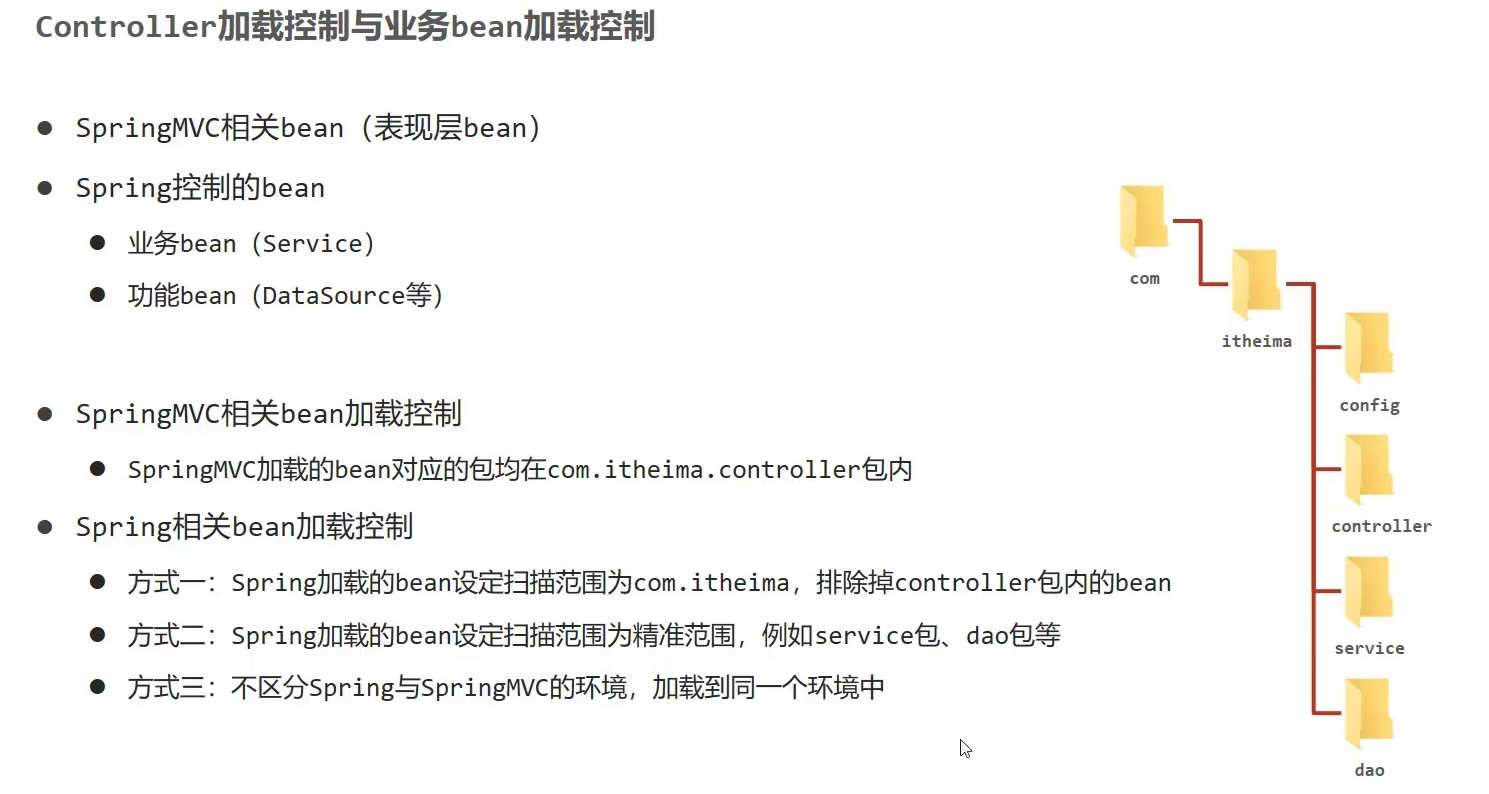 Controller加载控制与业务bean加载控制
SpringMVC相关bean（表现层bean）
Spring控制的bean
业务bean（Service）
功能bean（DataSource等）
SpringMVC相关bean加载控制
SpringMVC加载的bean对应的包均在com.itheima.controller包内
Spring相关bean加载控制
方式一：Spring加载的bean设定扫描范围为com.itheima，排除掉controller包内的bean
方式二：Spring加载的bean设定扫描范围为精准范围，例如service包、dao包等
方式三：不区分Spring与SpringMVC的环境，加载到同一个环境中
com
itheima
config
controller
service
dao